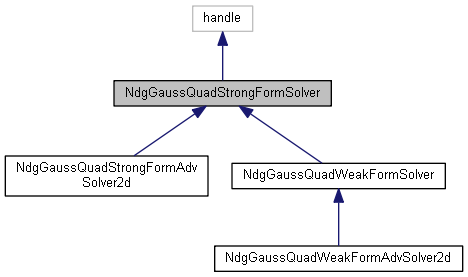 handle
NdgGaussQuadStrongFormSolver
NdgGaussQuadStrongFormAdv
Solver2d
NdgGaussQuadWeakFormSolver
NdgGaussQuadWeakFormAdvSolver2d